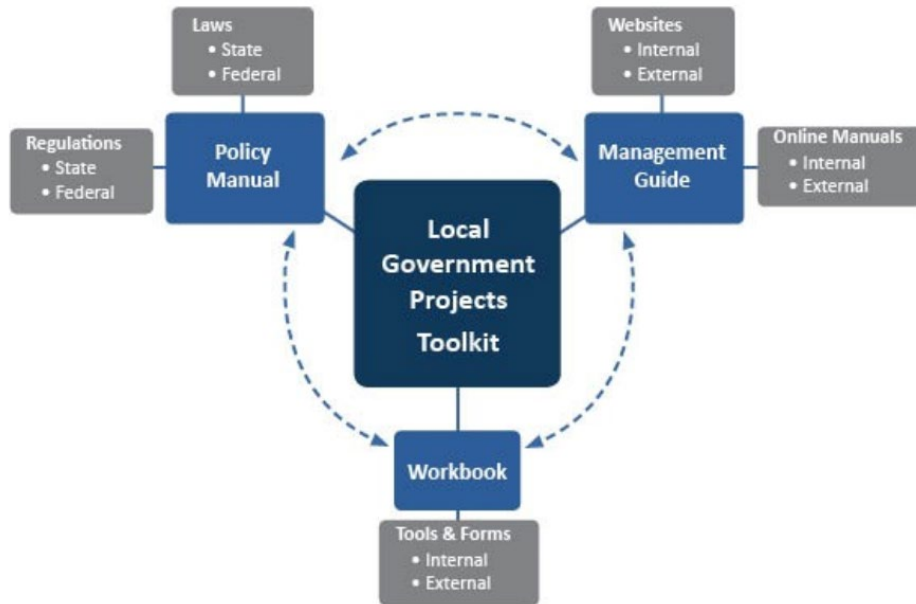 Laws
• State
• Federal
Websites
• Internal
• External
Regulations
• State
• Federal
Policy
Manual
Management
Guide
Online Manuals
• Internal
• External
Local
Government
Projects
Toolkit
Workbook
Tools & Forms
• Internal
• External